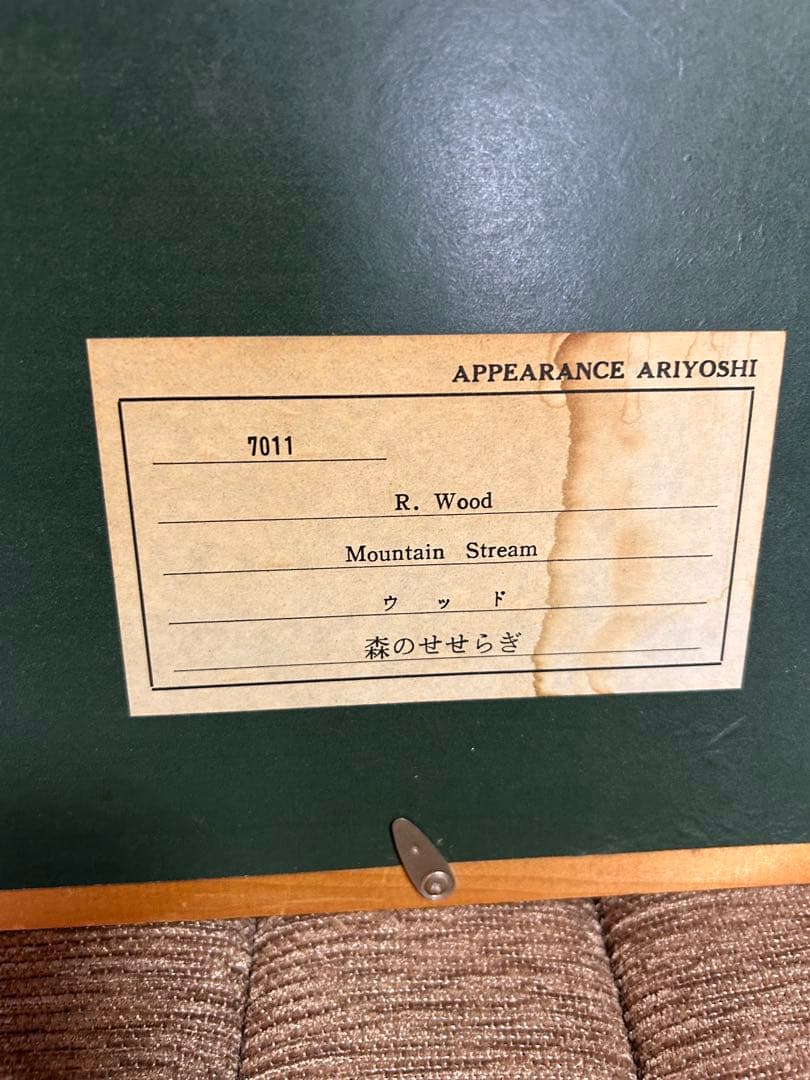 APPEARANCE ARIYOSHI
7011
R. Wood
Mountain Stream
ウッド
森のせせらぎ